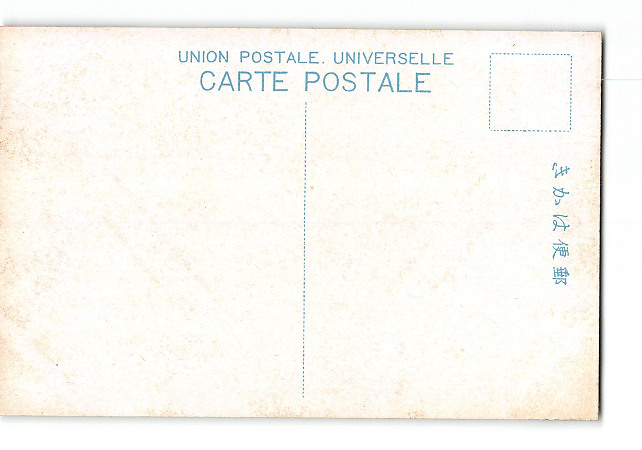 UNION POSTALE. UNIVERSELLE
CARTE POSTALE
きかは便郵